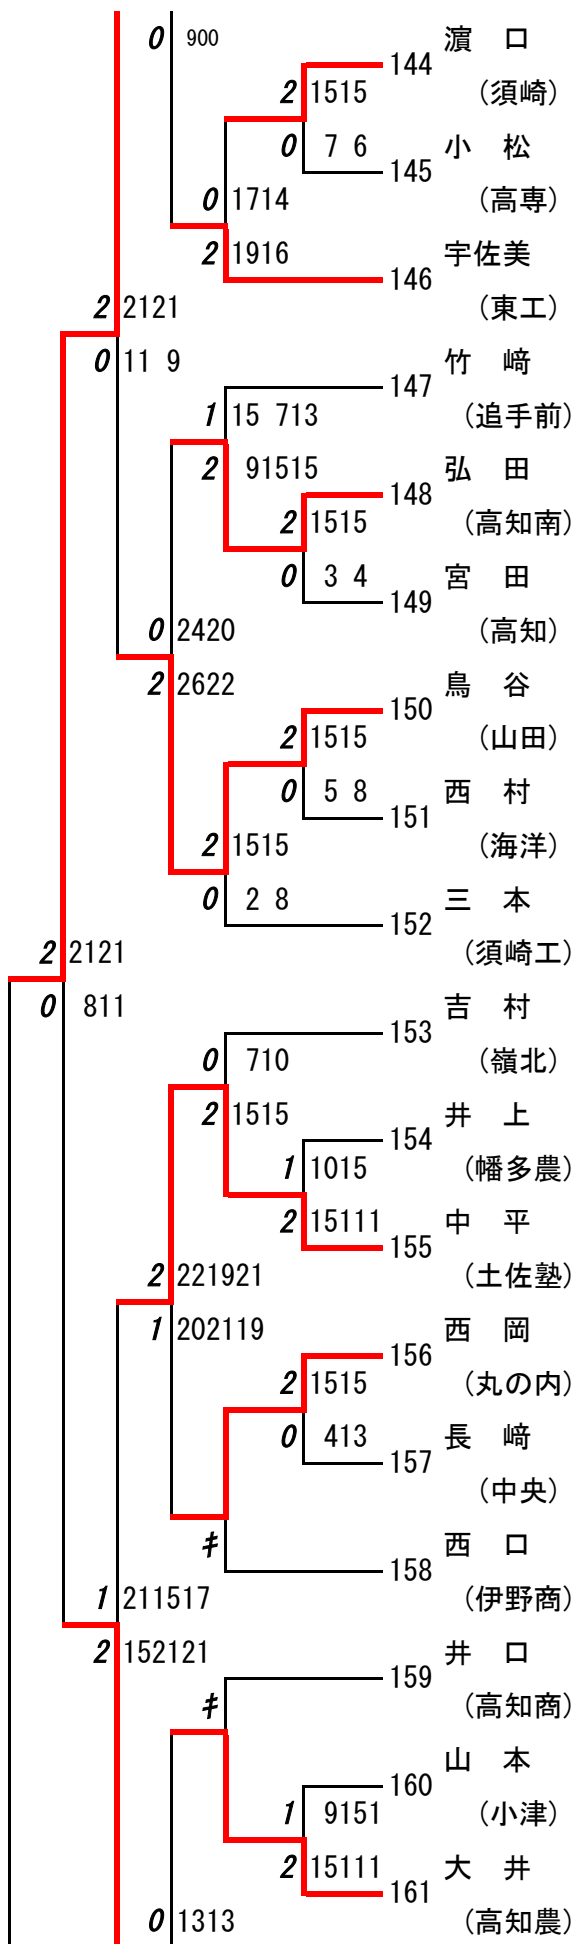 0 900
濵 口
144
2 1515 (須崎)
0 7 6 小 松
145
0 1714 (高専)
2 1916 宇佐美
146
2 2121 (東工)
0 11 9 竹 﨑
147
1 15 713 (追手前)
2 91515 弘 田
148
2 1515 (高知南)
0 3 4 宮 田
149
0 2420 (高知)
2 2622 鳥 谷
150
2 1515 (山田)
0 5 8 西 村
151
2 1515 (海洋)
0 2 8 三 本
152
2 2121 (須崎工)
0 811 吉 村
153
0 710 (嶺北)
2 1515 井 上
154
1 1015 (幡多農)
2 15111 中 平
155
2 221921 (土佐塾)
1 202119 西 岡
156
2 1515 (丸の内)
0 413 長 﨑
157
(中央)
キ 西 口
158
1 211517 (伊野商)
2 152121 井 口
159
キ (高知商)
山 本
160
1 9151 (小津)
2 15111 大 井
161
0 1313 (高知農)